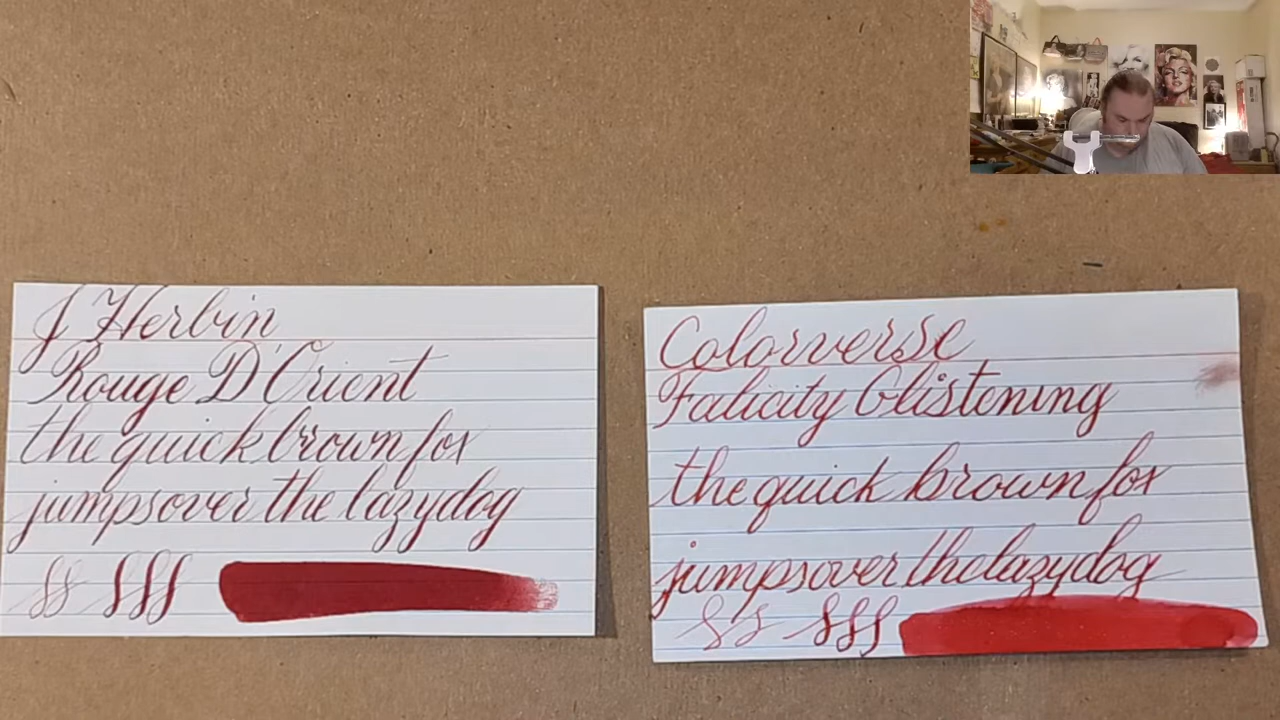 J Herbin
Rouge D'Orient
the quick brown fox
jumps over the lazy dog
Colorverse
Falicity Glistening
the quick brown fox
jumps over the lazy dog